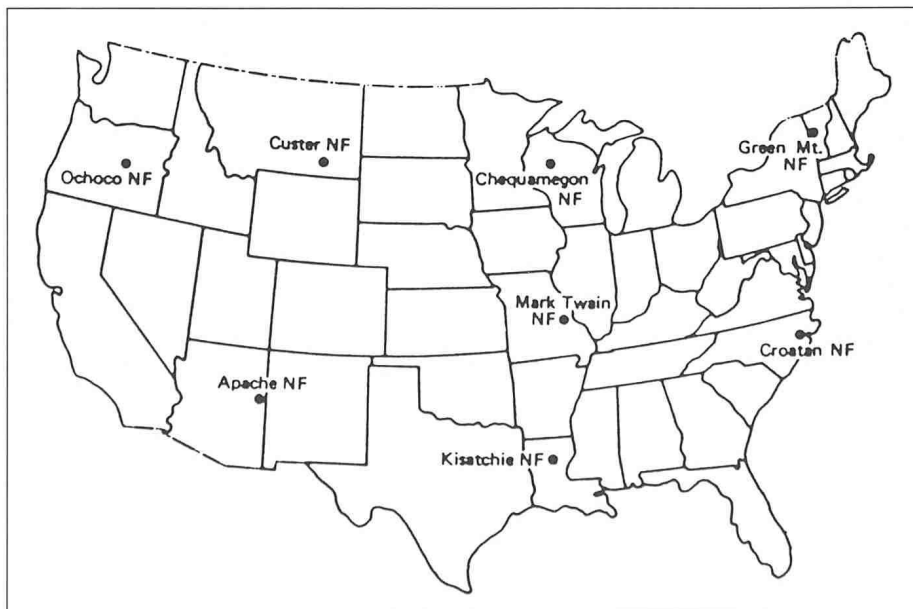 Custer NF
Ochoco NF
Chequamegon
NF
Green Mt.
NF
Mark Twain
NF
Croatan NF
Apache NF
Kisatchie NF